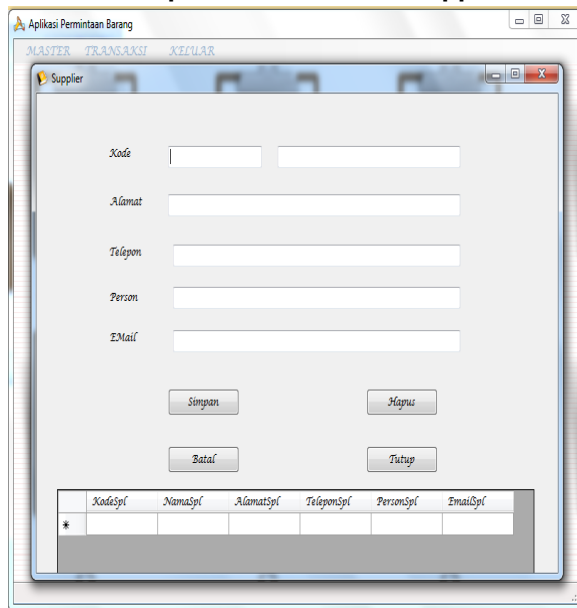 Aplikasi Permintaan Barang
MASTER TRANSAKSI KELUAR
Supplier
Kode
Alamat
Telepon
Person
EMail
Simpan Hapus
Batal Tutup
KodeSpl NamaSpl AlamatSpl TeleponSpl PersonSpl EmailSpl